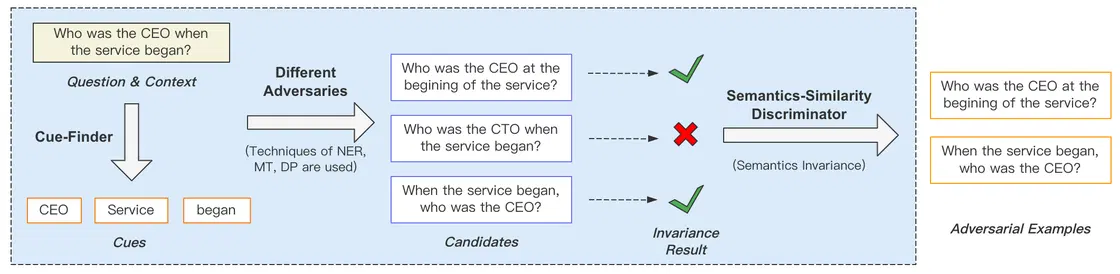 Who was the CEO when
the service began?
Question & Context
Cue-Finder
CEO
Service
began
Cues
Different
Adversaries
(Techniques of NER,
MT, DP are used)
Who was the CEO at the
begining of the service?
Who was the CTO when
the service began?
When the service began,
who was the CEO?
Candidates
Invariance
Result
Semantics-Similarity
Discriminator
(Semantics Invariance)
Who was the CEO at the
begining of the service?
When the service began,
who was the CEO?
Adversarial Examples